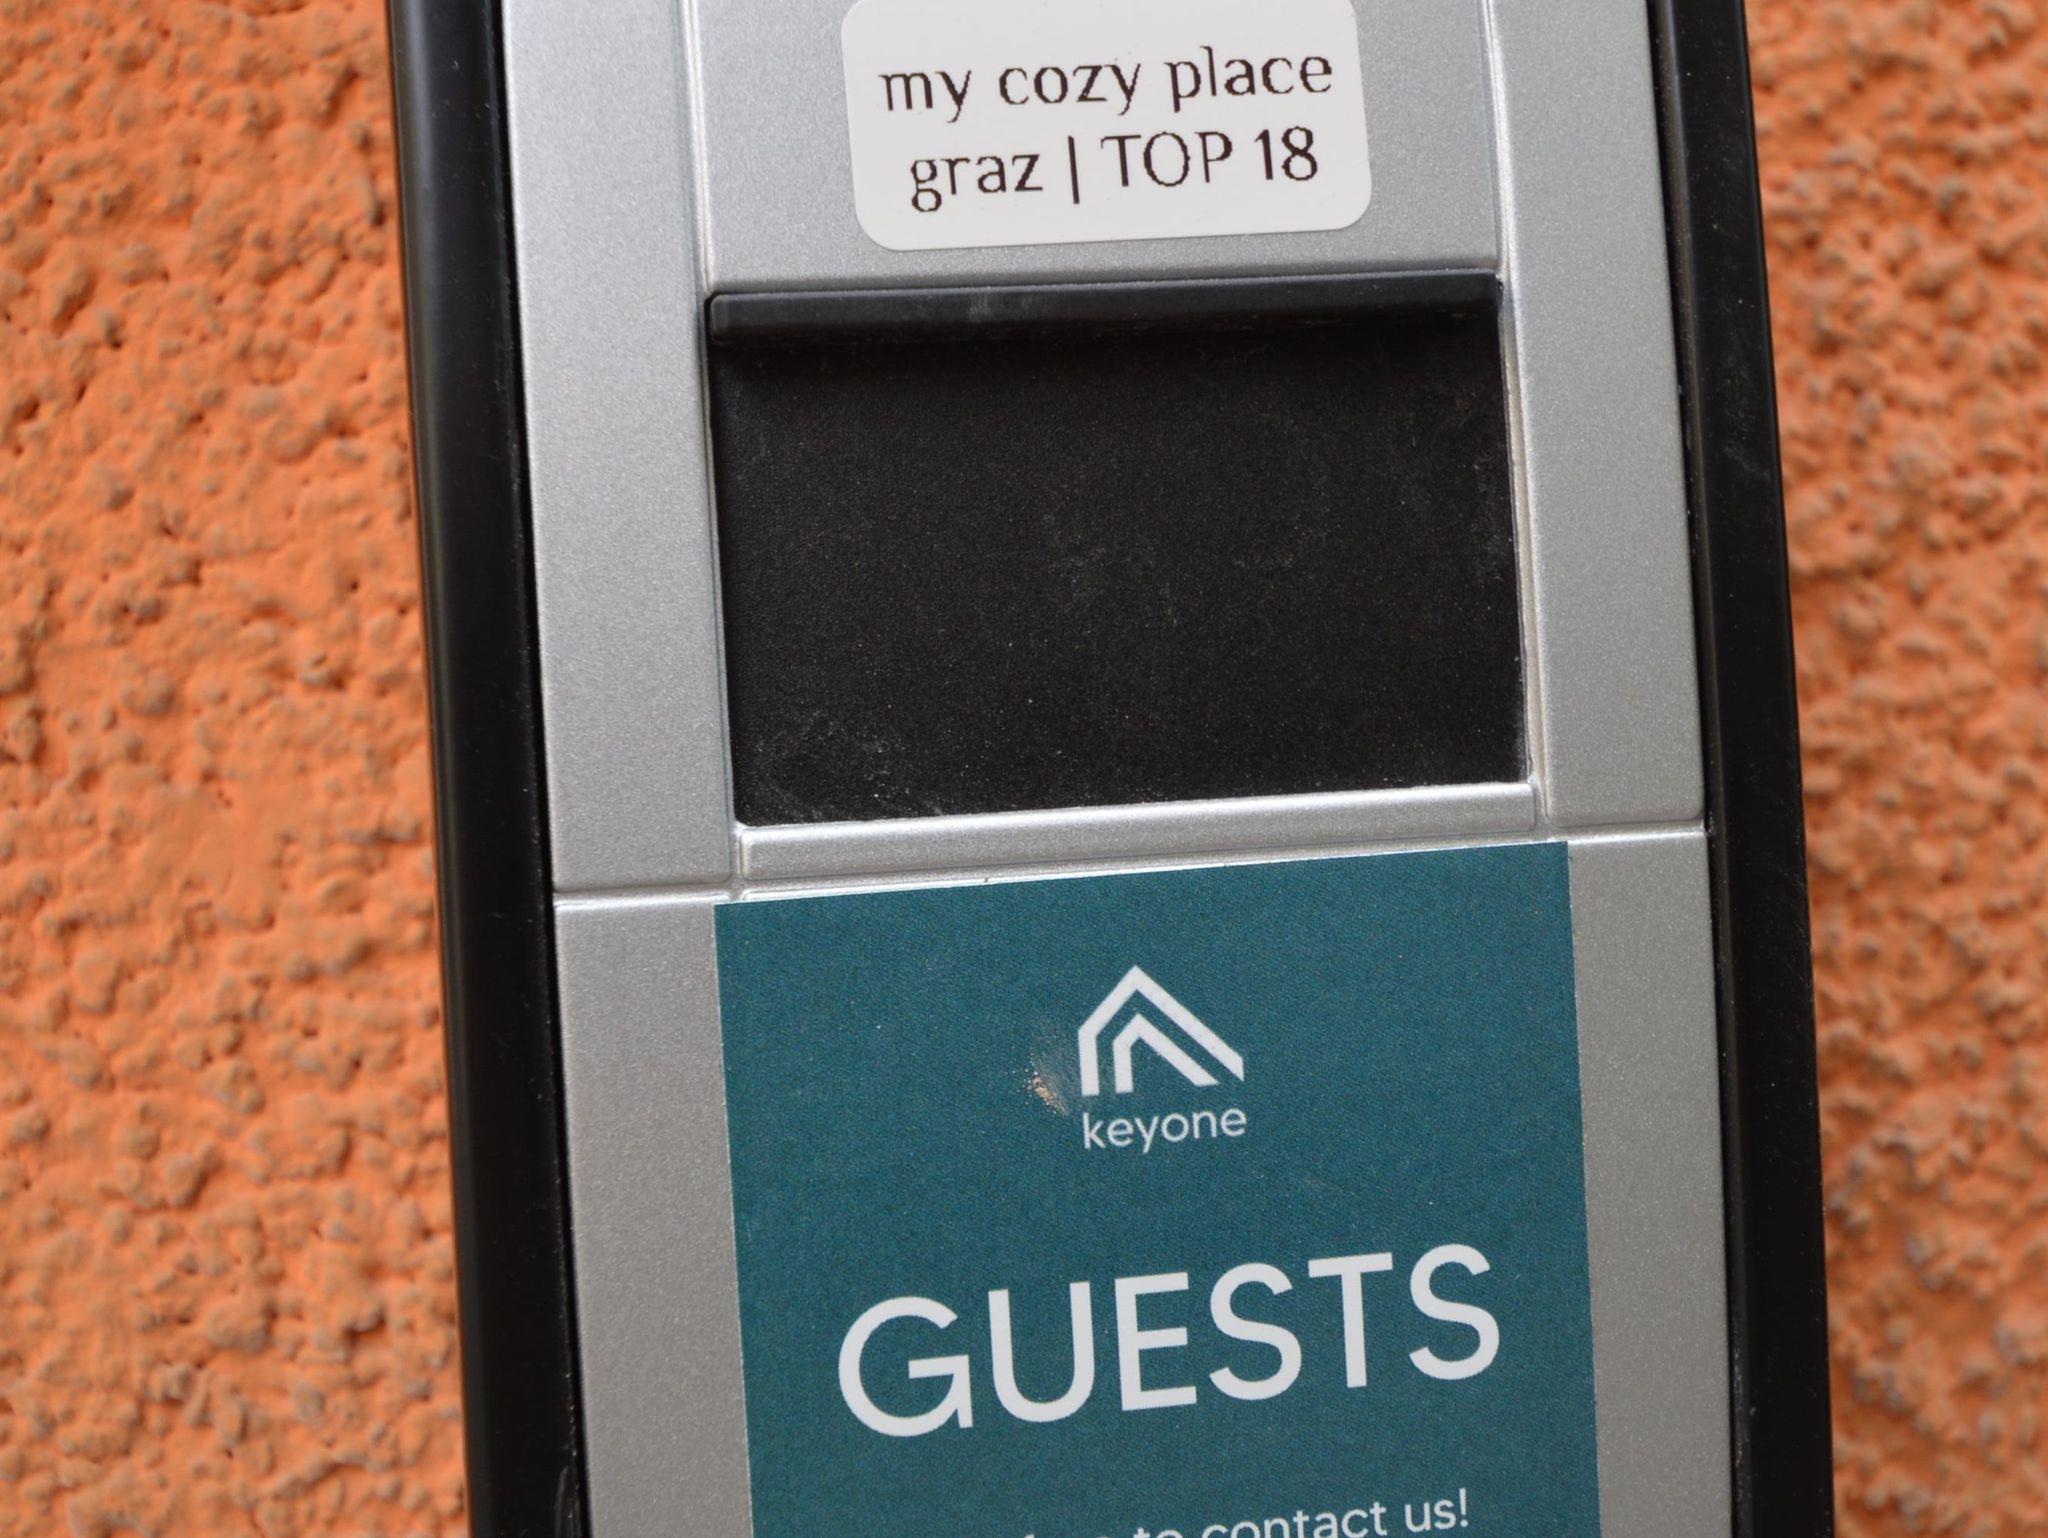 my cozy place
graz | TOP 18
keyone
GUESTS
to contact us!